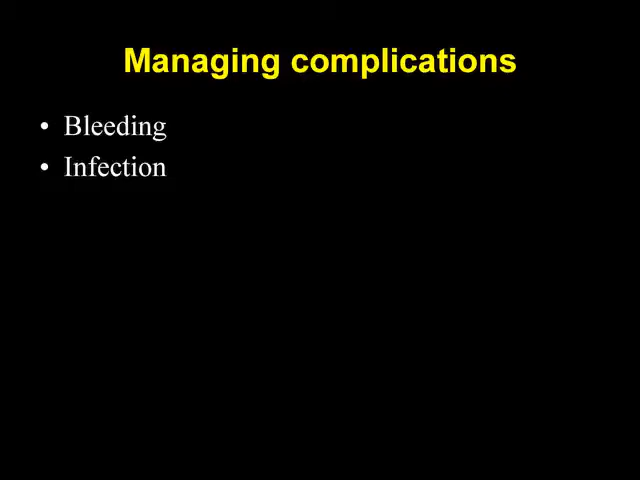 Managing complications
• Bleeding
• Infection